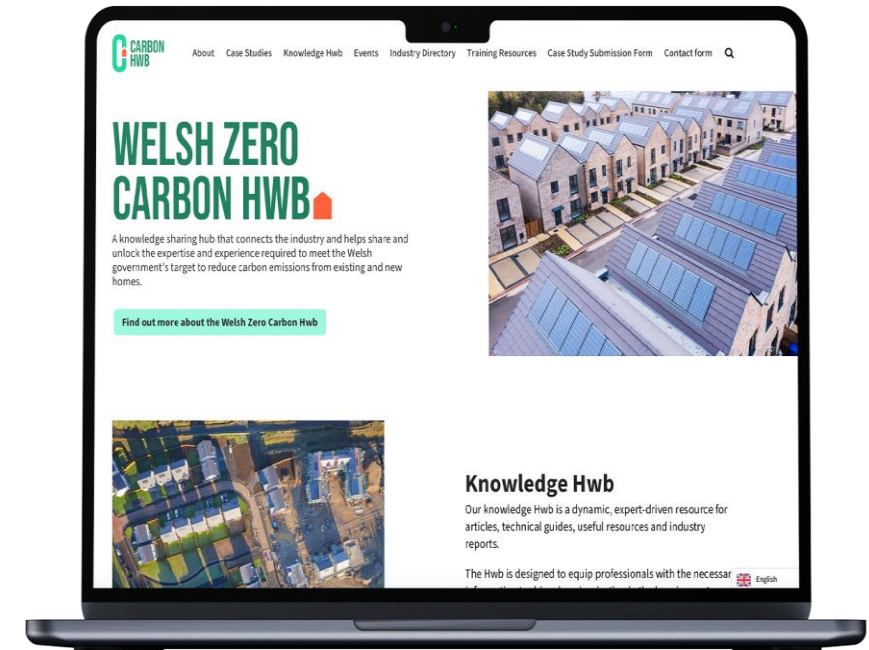 CARBON
HWB
About Case Studies Knowledge Hwb Events Industry Directory Training Resources Case Study Submission Form Contact form
WELSH ZERO
CARBON HWB
A knowledge sharing hub that connects the industry and helps share and
unlock the expertise and experience required to meet the Welsh
government's target to reduce carbon emissions from existing and new
homes.
Find out more about the Welsh Zero Carbon Hwb
Knowledge Hwb
Our knowledge Hwb is a dynamic, expert-driven resource for
articles, technical guides, useful resources and industry
reports.
The Hwb is designed to equip professionals with the necessar
English